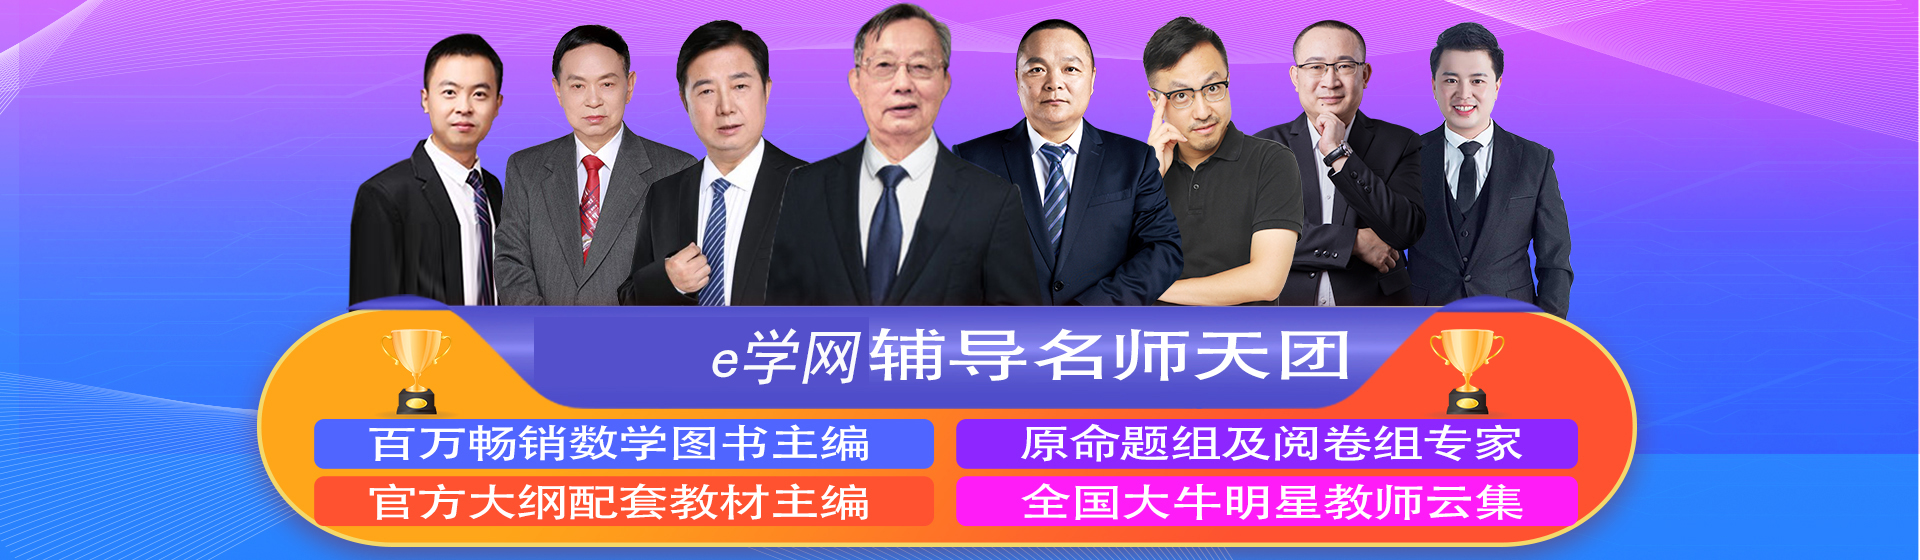 e学网辅导名师天团
百万畅销数学图书主编
原命题组及阅卷组专家
官方大纲配套教材主编
全国大牛明星教师云集